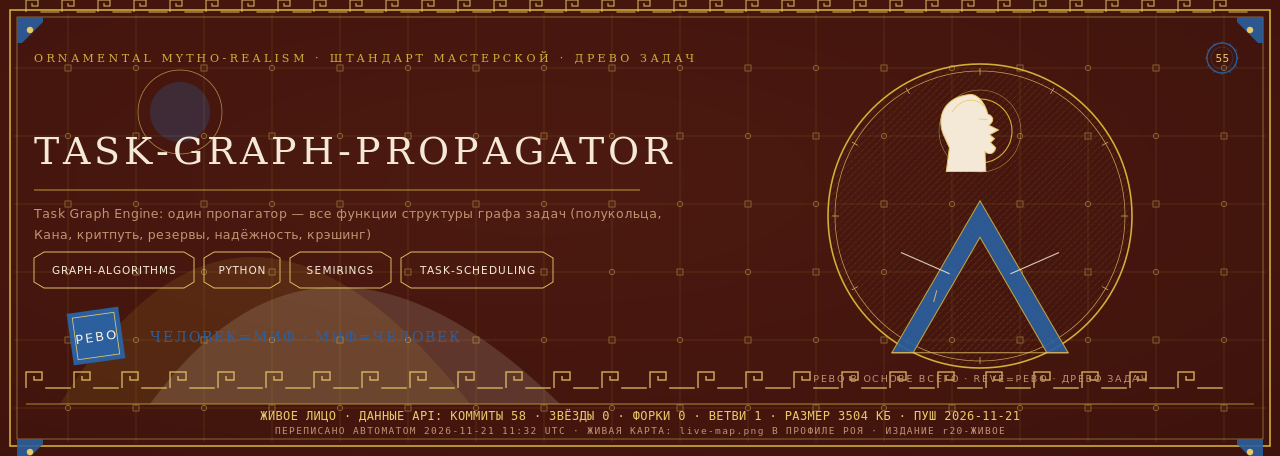 ORNAMENTAL MYTHO-REALISM · ШТАНДАРТ МАСТЕРСКОЙ · ДРЕВО ЗАДАЧ
55
TASK-GRAPH-PROPAGATOR
Task Graph Engine: один пропагатор — все функции структуры графа задач (полукольца,
Кана, критпуть, резервы, надёжность, крэшинг)
GRAPH-ALGORITHMS PYTHON SEMIRINGS TASK-SCHEDULING
РЕВО
ЧЕЛОВЕК=МИФ · МИФ=ЧЕЛОВЕК
РЕВО В ОСНОВЕ ВСЕГО · REVE=РЕВО · ДРЕВО ЗАДАЧ
ЖИВОЕ ЛИЦО · ДАННЫЕ API: КОММИТЫ 58 · ЗВЁЗДЫ 0 · ФОРКИ 0 · ВЕТВИ 1 · РАЗМЕР 3504 КБ · ПУШ 2026-11-21
ПЕРЕПИСАНО АВТОМАТОМ 2026-11-21 11:32 UTC · ЖИВАЯ КАРТА: live-map.png В ПРОФИЛЕ РОЯ · ИЗДАНИЕ r20-ЖИВОЕ